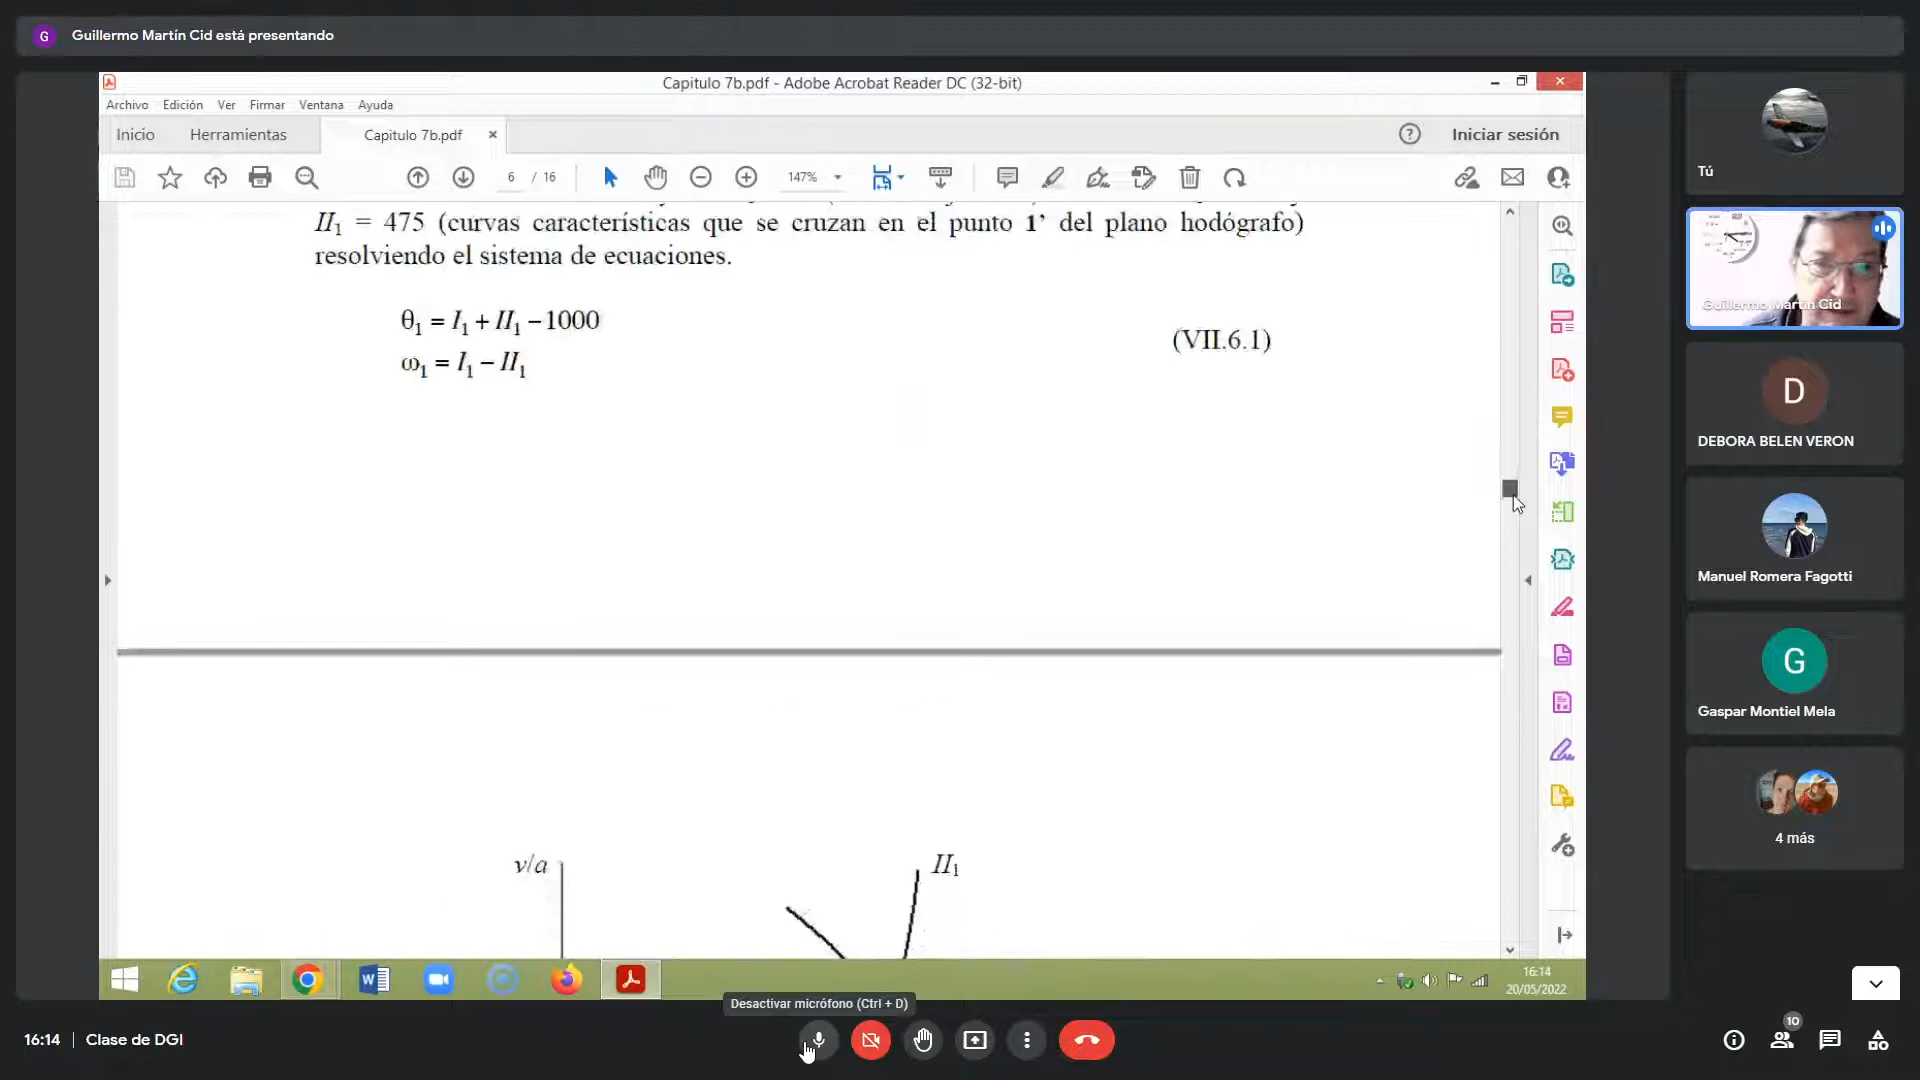 G Guillermo Martín Cid está presentando
Capitulo 7b.pdf - Adobe Acrobat Reader DC (32-bit)
Archivo Edición Ver Firmar Ventana Ayuda
Inicio Herramientas Capitulo 7b.pdf × Iniciar sesión
6 / 16 147%
II₁ = 475 (curvas características que se cruzan en el punto 1’ del plano hodógrafo)
resolviendo el sistema de ecuaciones.
θ₁ = I₁ + II₁ − 1000
(VII.6.1)
ω₁ = I₁ − II₁
v/a
II₁
16:14
20/05/2022
Desactivar micrófono (Ctrl + D)
16:14 | Clase de DGI
Tú
Guillermo Martín Cid
D
DEBORA BELEN VERON
Manuel Romera Fagotti
G
Gaspar Montiel Mela
4 más
10